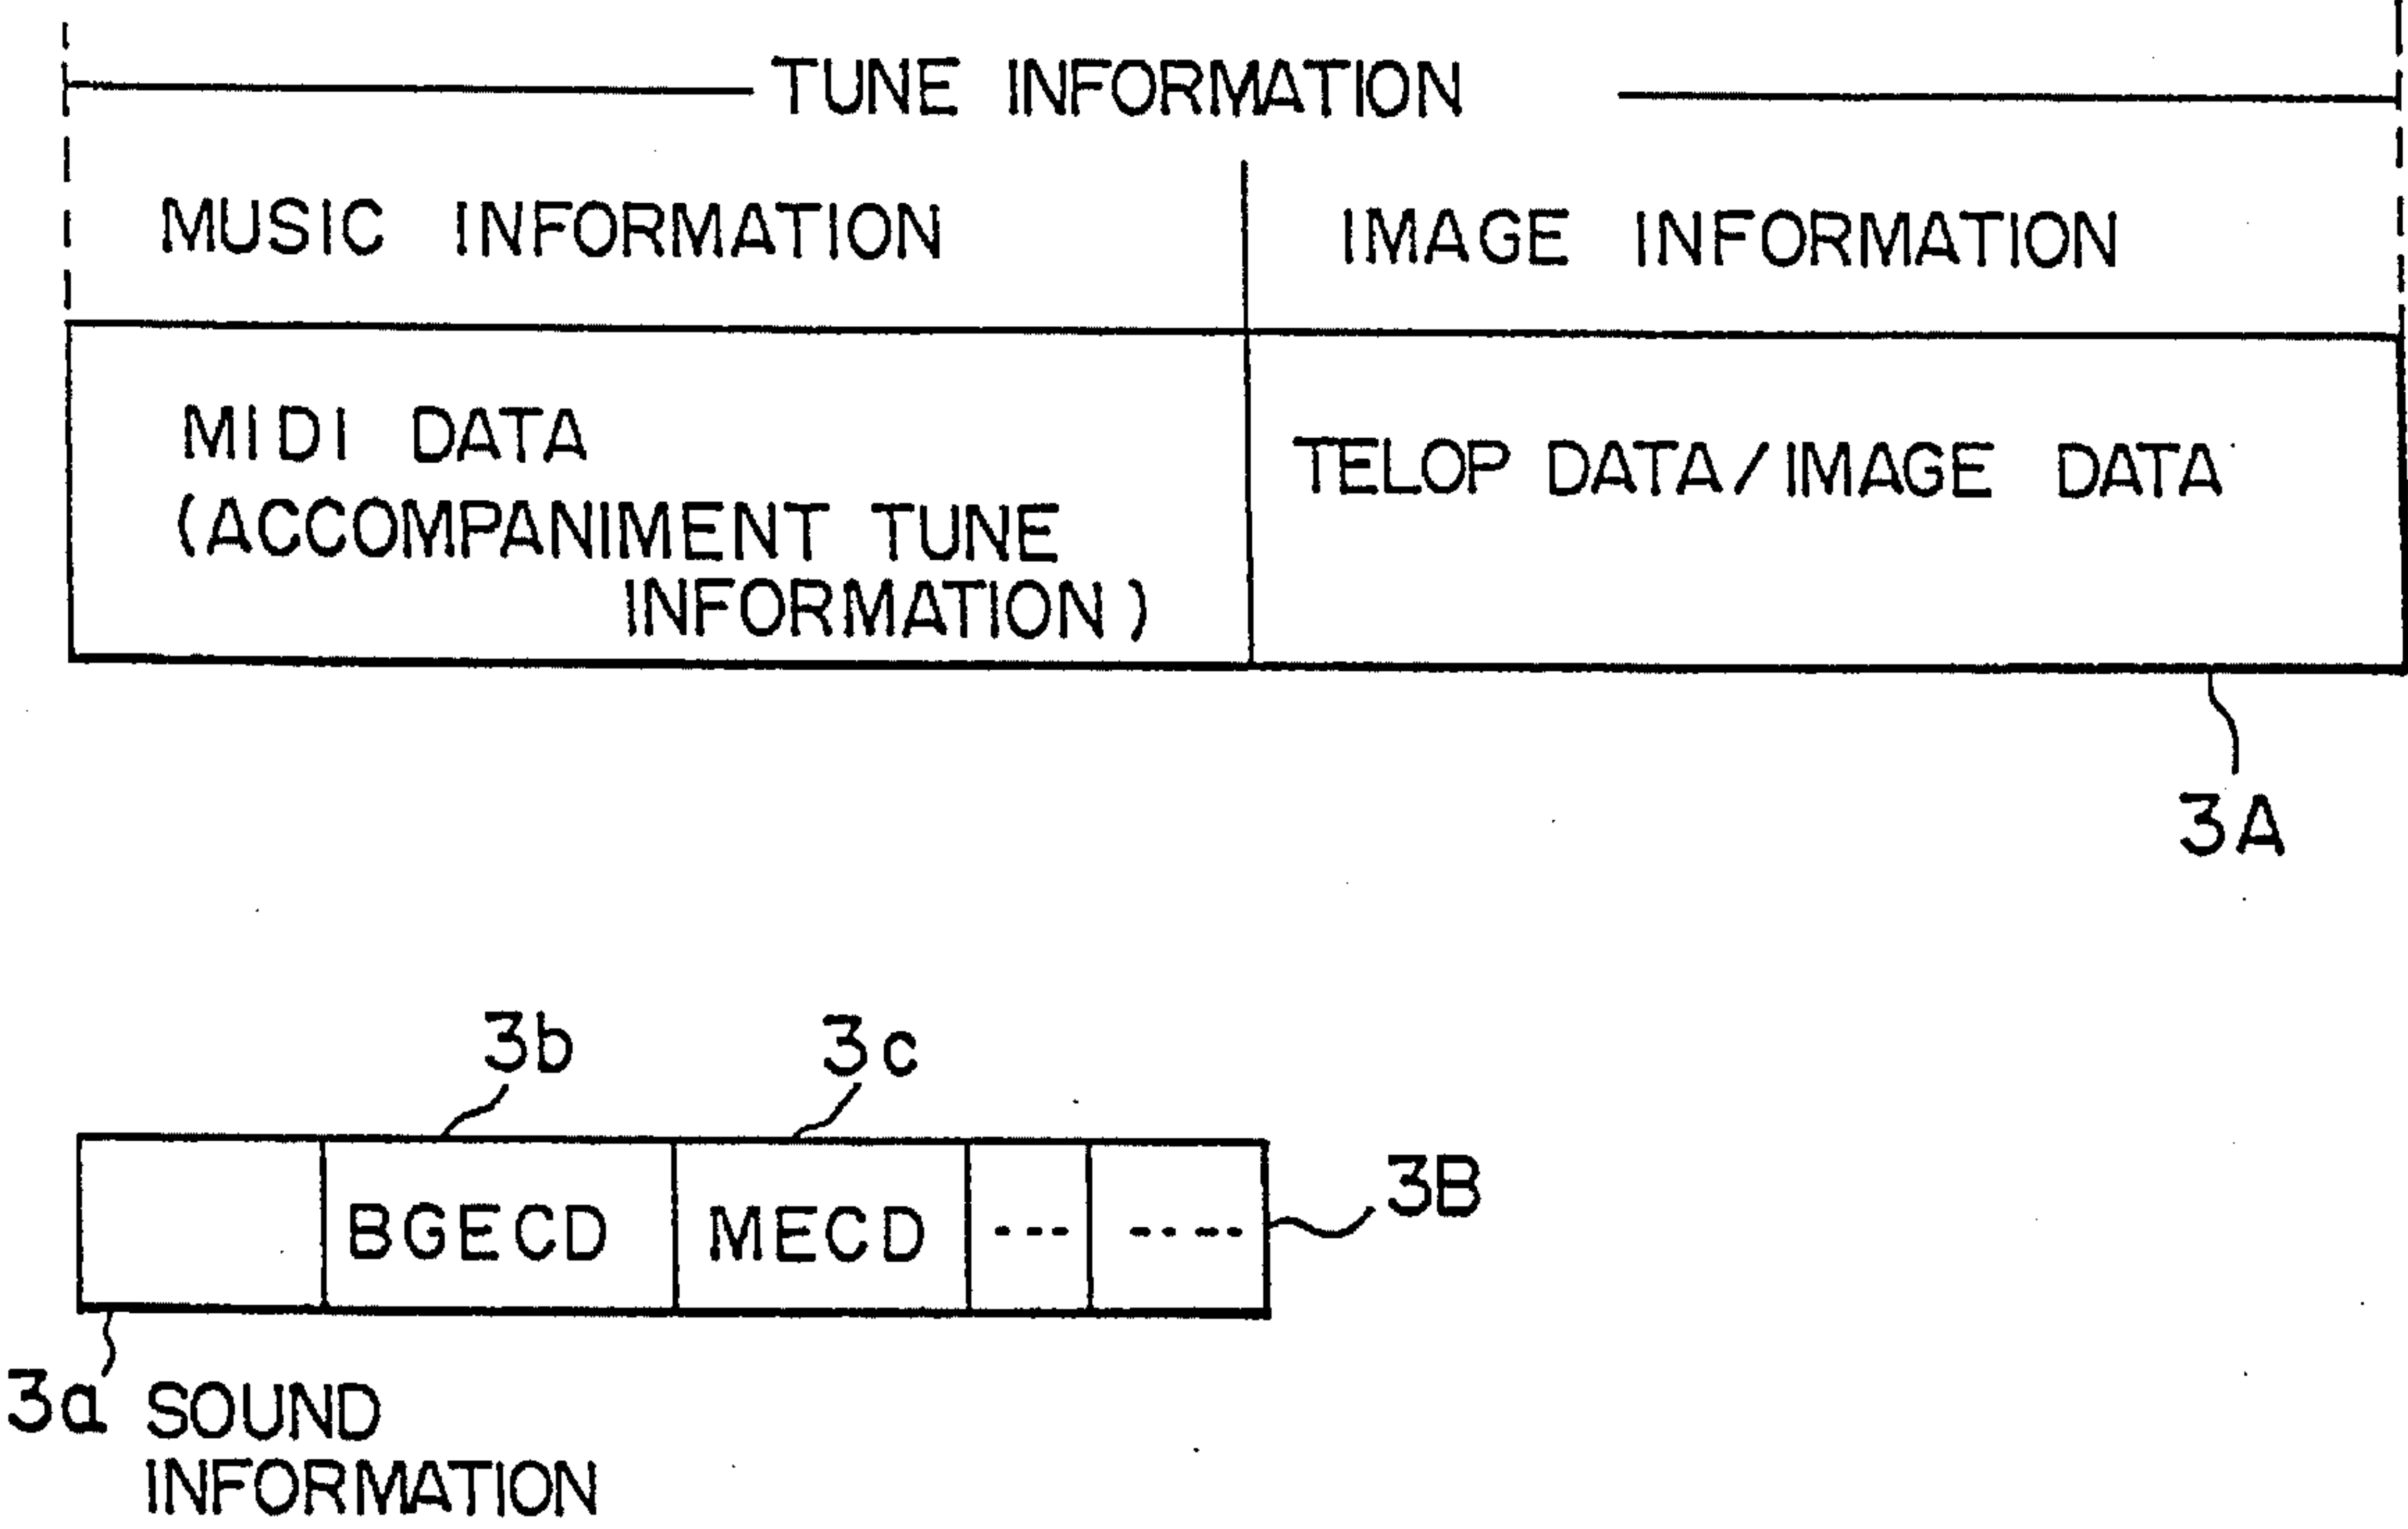 TUNE INFORMATION
MUSIC INFORMATION
IMAGE INFORMATION
MIDI DATA
(ACCOMPANIMENT TUNE
INFORMATION)
TELOP DATA/IMAGE DATA
3A
3b
3c
BGECD
MECD
---
----
3B
3a SOUND
INFORMATION